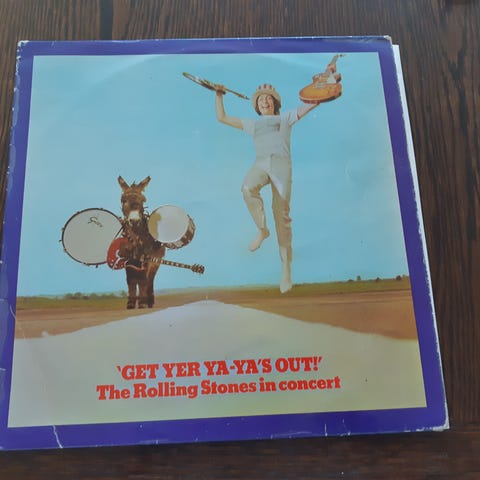 'GET YER YA-YA'S OUT!'
The Rolling Stones in concert